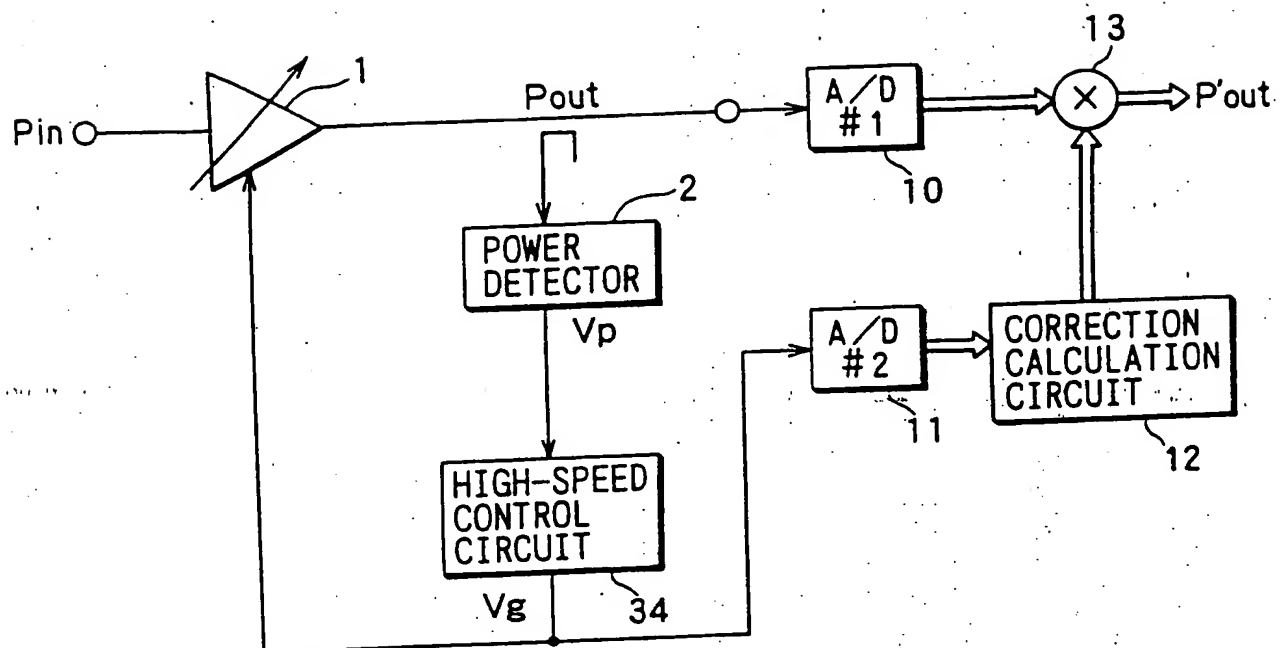 13
1
Pout
A/D
#1
P'out
Pin
10
2
POWER
DETECTOR
Vp
A/D
#2
CORRECTION
CALCULATION
CIRCUIT
11
12
HIGH-SPEED
CONTROL
CIRCUIT
Vg
34